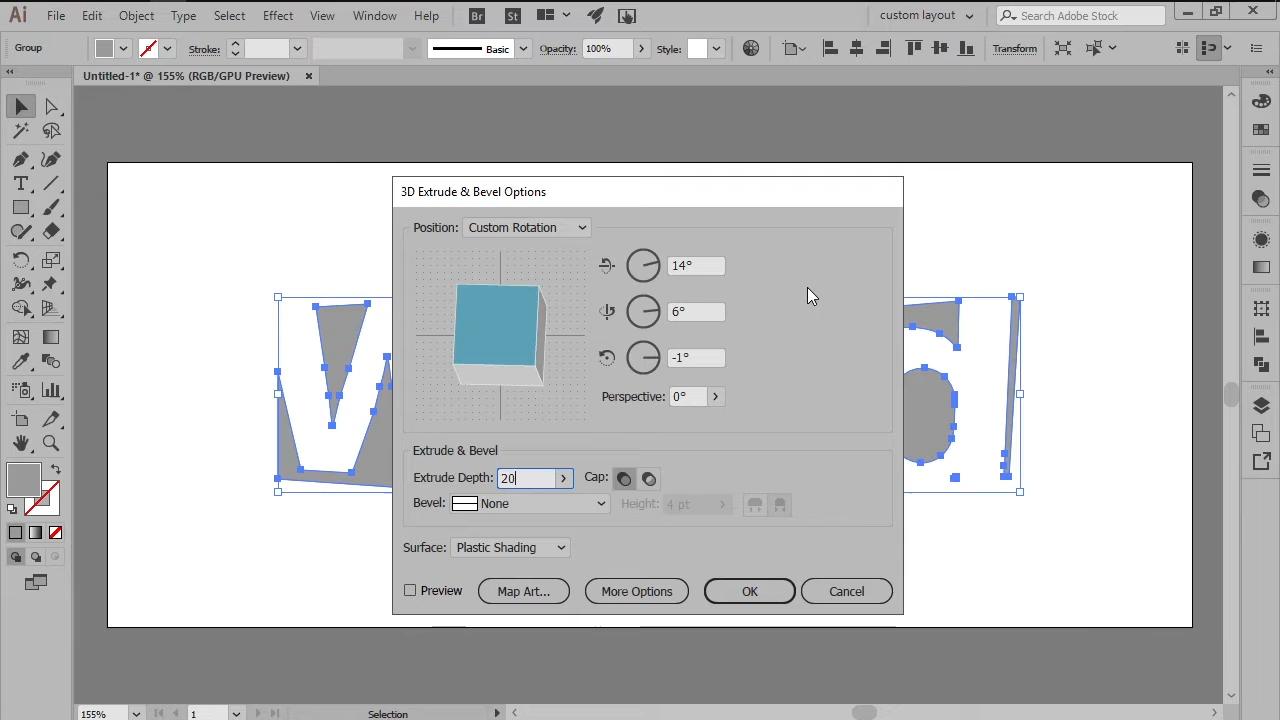 Ai File Edit Object Type Select Effect View Window Help Br St custom layout Search Adobe Stock
Group Stroke: Basic Opacity: 100% Style: Transform
Untitled-1* @ 155% (RGB/GPU Preview)
3D Extrude & Bevel Options
Position: Custom Rotation
14°
6°
-1°
Perspective: 0°
Extrude & Bevel
Extrude Depth: 20 Cap:
Bevel: None Height: 4 pt
Surface: Plastic Shading
Preview Map Art... More Options OK Cancel
155% 1 Selection